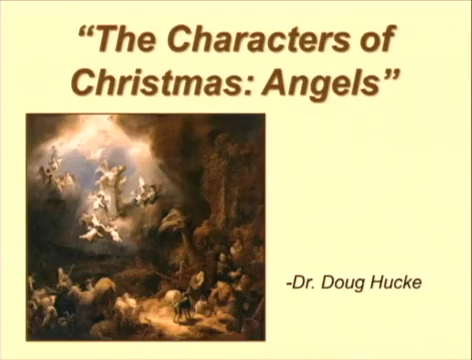 “The Characters of
Christmas: Angels”
-Dr. Doug Hucke